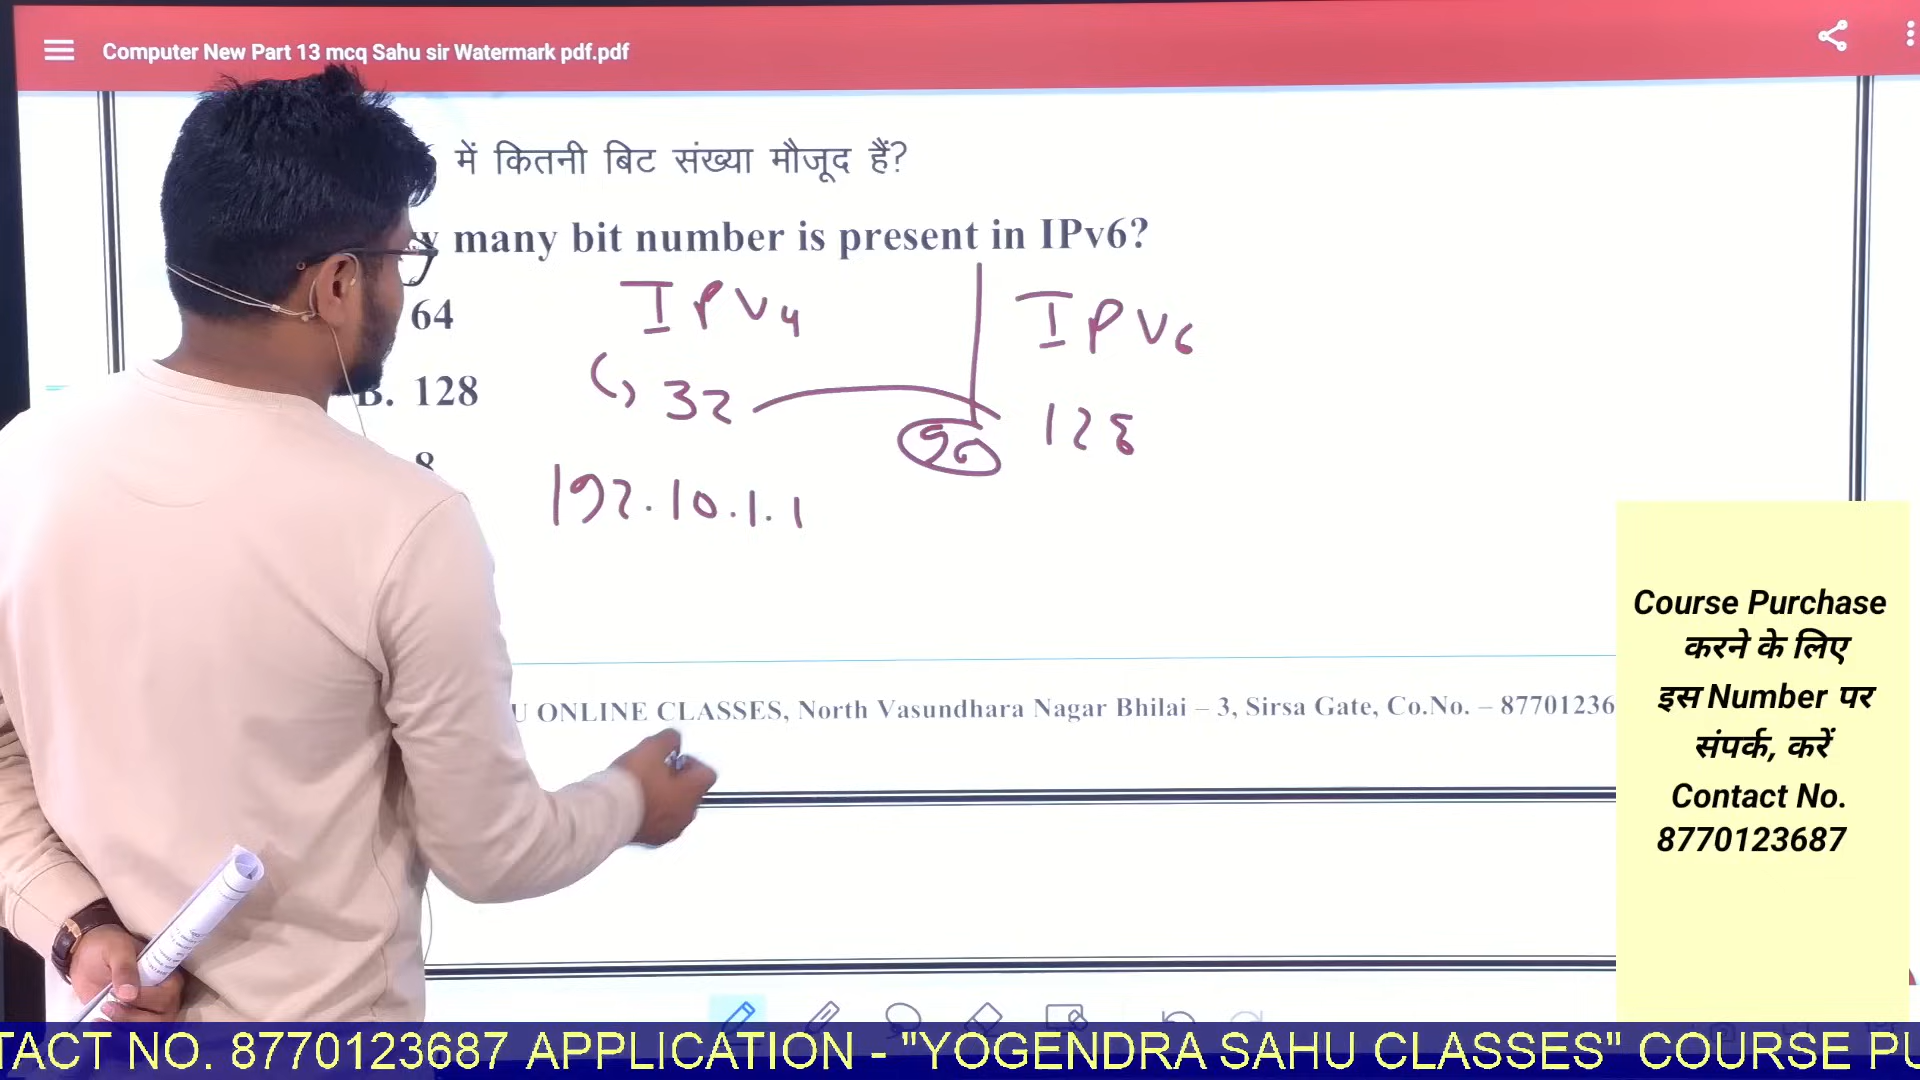 Computer New Part 13 mcq Sahu sir Watermark pdf.pdf
में कितनी बिट संख्या मौजूद हैं?
many bit number is present in IPv6?
64
B. 128
8
IPV4
IPV6
32
128
192.10.1.1
ONLINE CLASSES, North Vasundhara Nagar Bhilai – 3, Sirsa Gate, Co.No. – 87701236
Course Purchase
करने के लिए
इस Number पर
संपर्क, करें
Contact No.
8770123687
TACT NO. 8770123687 APPLICATION - "YOGENDRA SAHU CLASSES" COURSE PU